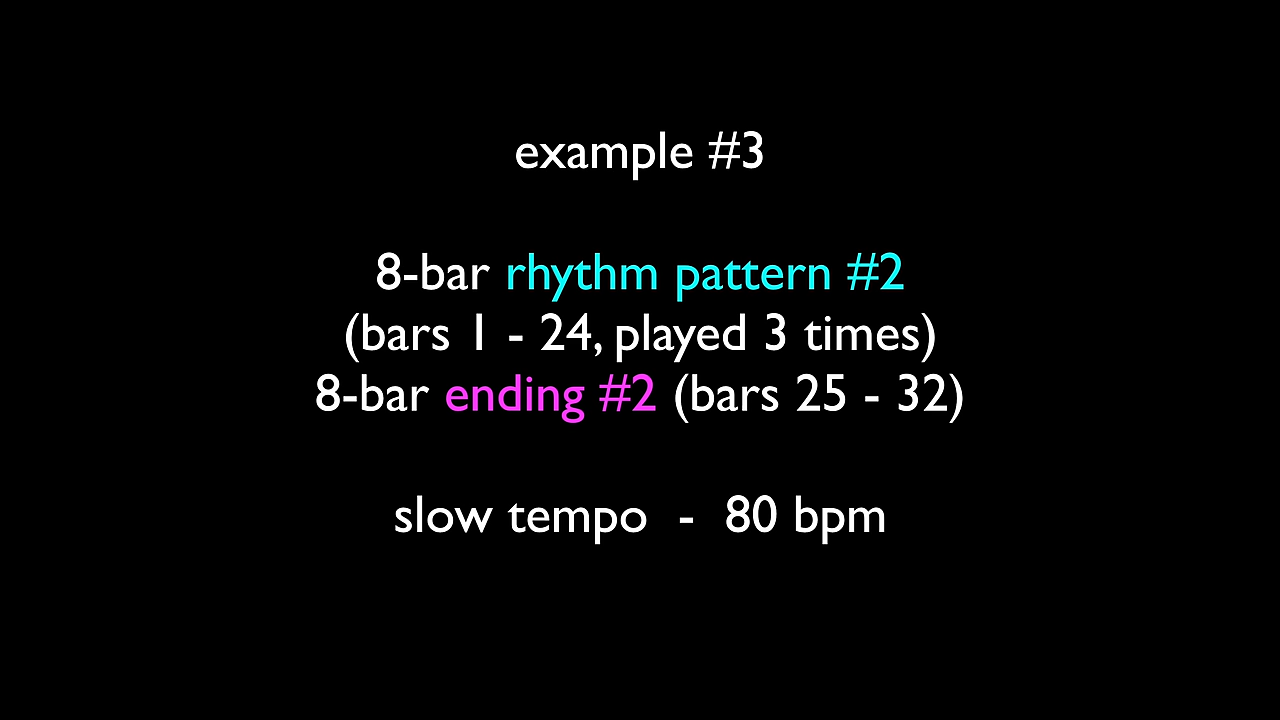 example #3
8-bar rhythm pattern #2
(bars 1 - 24, played 3 times)
8-bar ending #2 (bars 25 - 32)
slow tempo - 80 bpm